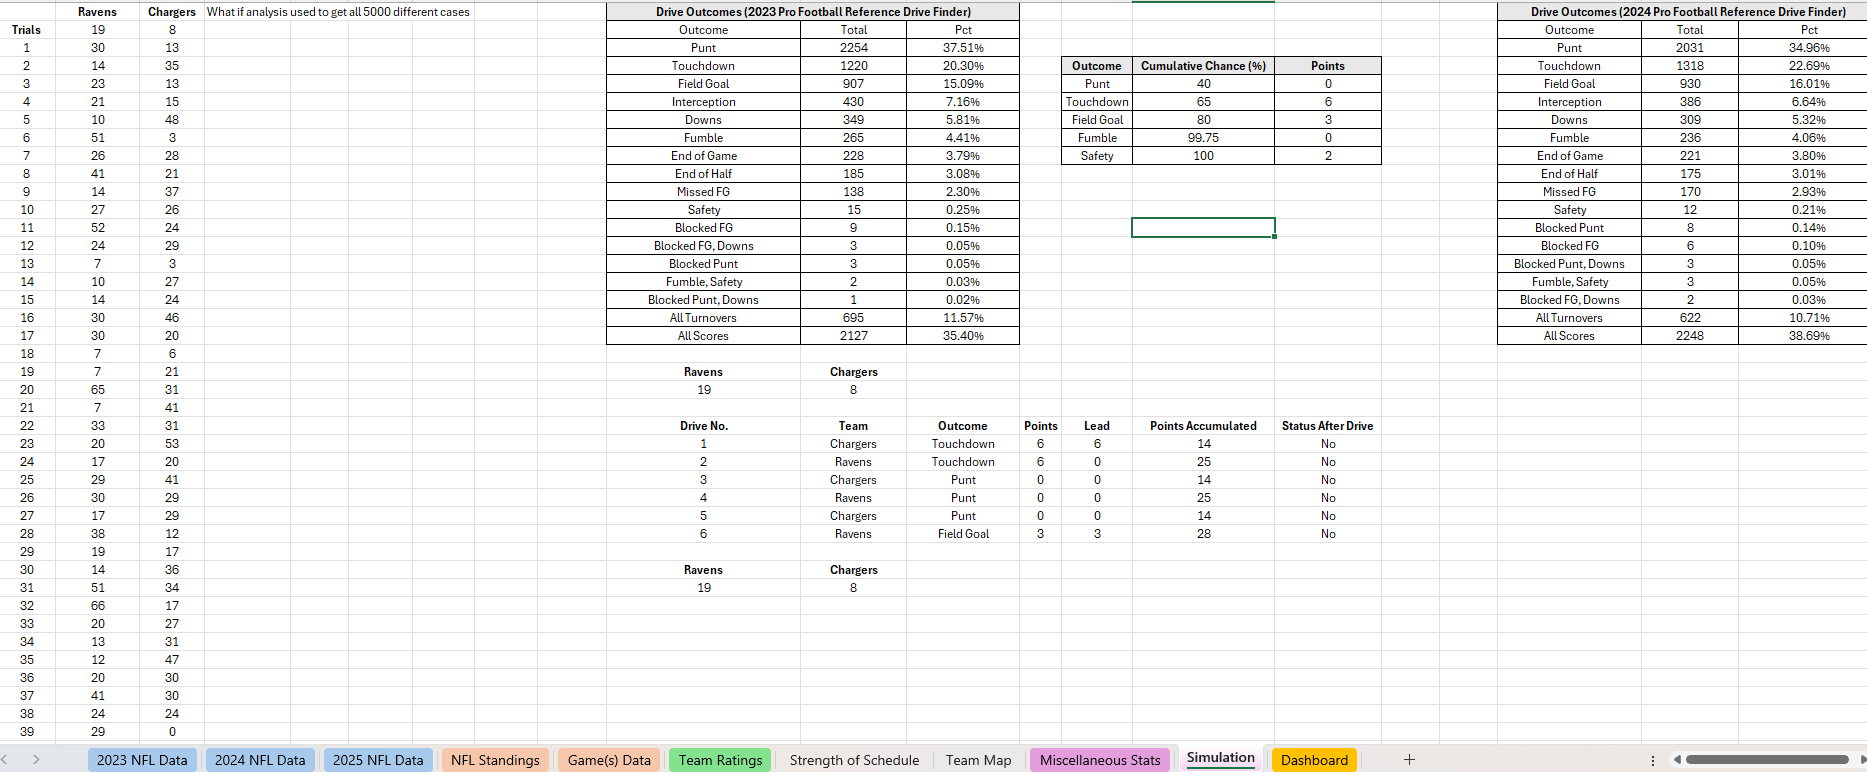 Ravens Chargers What if analysis used to get all 5000 different cases Drive Outcomes (2023 Pro Football Reference Drive Finder) Drive Outcomes (2024 Pro Football Reference Drive Finder)
Trials 19 8 Outcome Total Pct Outcome Total Pct
1 30 13 Punt 2254 37.51% Punt 2031 34.96%
2 14 35 Touchdown 1220 20.30% Outcome Cumulative Chance (%) Points Touchdown 1318 22.69%
3 23 13 Field Goal 907 15.09% Punt 40 0 Field Goal 930 16.01%
4 21 15 Interception 430 7.16% Touchdown 65 6 Interception 386 6.64%
5 10 48 Downs 349 5.81% Field Goal 80 3 Downs 309 5.32%
6 51 3 Fumble 265 4.41% Fumble 99.75 0 Fumble 236 4.06%
7 26 28 End of Game 228 3.79% Safety 100 2 End of Game 221 3.80%
8 41 21 End of Half 185 3.08% End of Half 175 3.01%
9 14 37 Missed FG 138 2.30% Missed FG 170 2.93%
10 27 26 Safety 15 0.25% Safety 12 0.21%
11 52 24 Blocked FG 9 0.15% Blocked Punt 8 0.14%
12 24 29 Blocked FG, Downs 3 0.05% Blocked FG 6 0.10%
13 7 3 Blocked Punt 3 0.05% Blocked Punt, Downs 3 0.05%
14 10 27 Fumble, Safety 2 0.03% Fumble, Safety 3 0.05%
15 14 24 Blocked Punt, Downs 1 0.02% Blocked FG, Downs 2 0.03%
16 30 46 All Turnovers 695 11.57% All Turnovers 622 10.71%
17 30 20 All Scores 2127 35.40% All Scores 2248 38.69%
18 7 6
19 7 21 Ravens Chargers
20 65 31 19 8
21 7 41
22 33 31 Drive No. Team Outcome Points Lead Points Accumulated Status After Drive
23 20 53 1 Chargers Touchdown 6 6 14 No
24 17 20 2 Ravens Touchdown 6 0 25 No
25 29 41 3 Chargers Punt 0 0 14 No
26 30 29 4 Ravens Punt 0 0 25 No
27 17 29 5 Chargers Punt 0 0 14 No
28 38 12 6 Ravens Field Goal 3 3 28 No
29 19 17
30 14 36 Ravens Chargers
31 51 34 19 8
32 66 17
33 20 27
34 13 31
35 12 47
36 20 30
37 41 30
38 24 24
39 29 0
2023 NFL Data 2024 NFL Data 2025 NFL Data NFL Standings Game(s) Data Team Ratings Strength of Schedule Team Map Miscellaneous Stats Simulation Dashboard